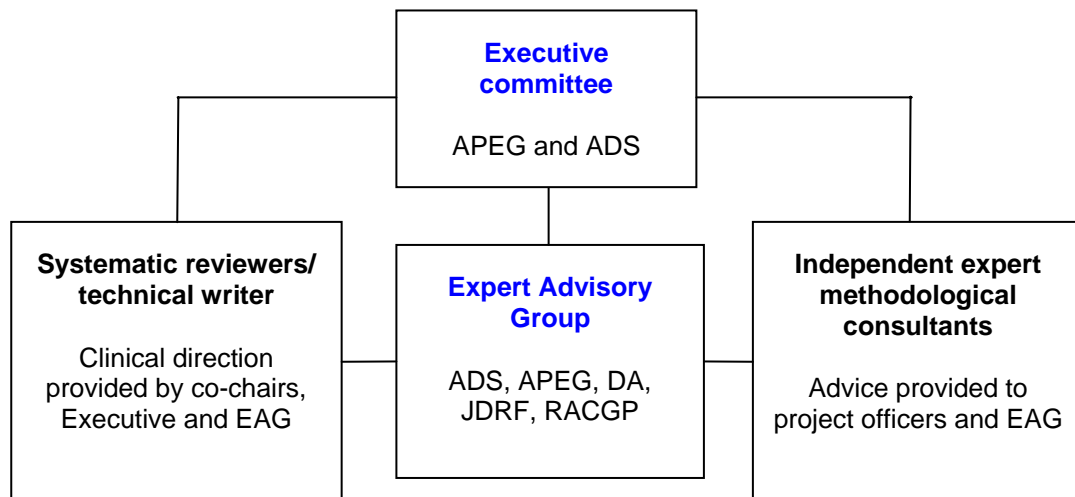 Executive
committee
APEG and ADS
Systematic reviewers/
technical writer
Clinical direction
provided by co-chairs,
Executive and EAG
Expert Advisory
Group
ADS, APEG, DA,
JDRF, RACGP
Independent expert
methodological
consultants
Advice provided to
project officers and EAG